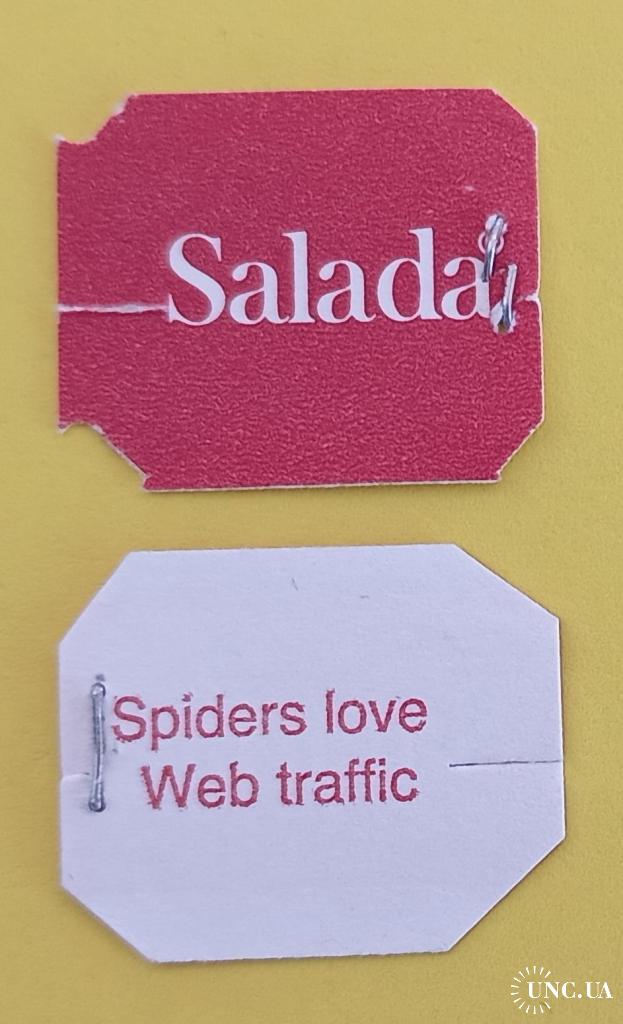 Salada
Spiders love
Web traffic
UNC.UA